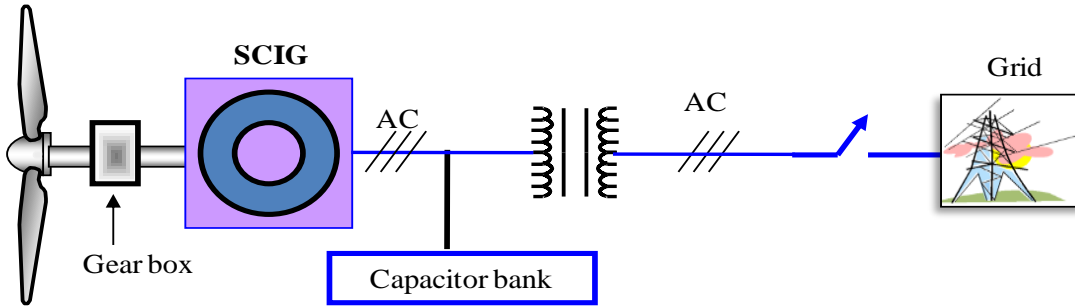 SCIG
Grid
AC
AC
Gear box
Capacitor bank